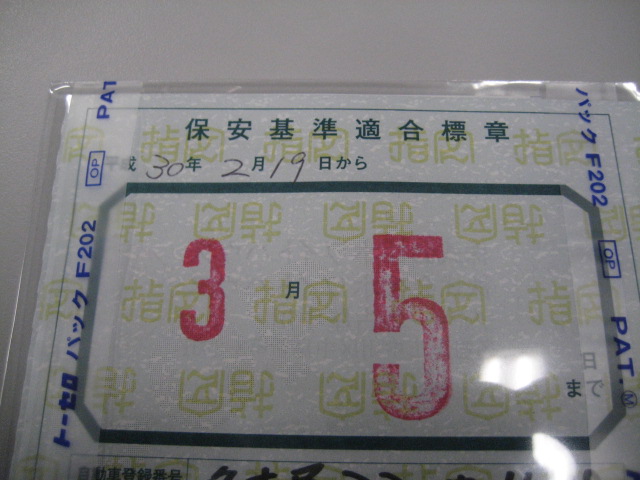 保安基準適合標章
成30年2月19日から
3月5日まで
自動車登録番号
トーセロ パック F202 OP PAT
パック F202 OP PAT. M